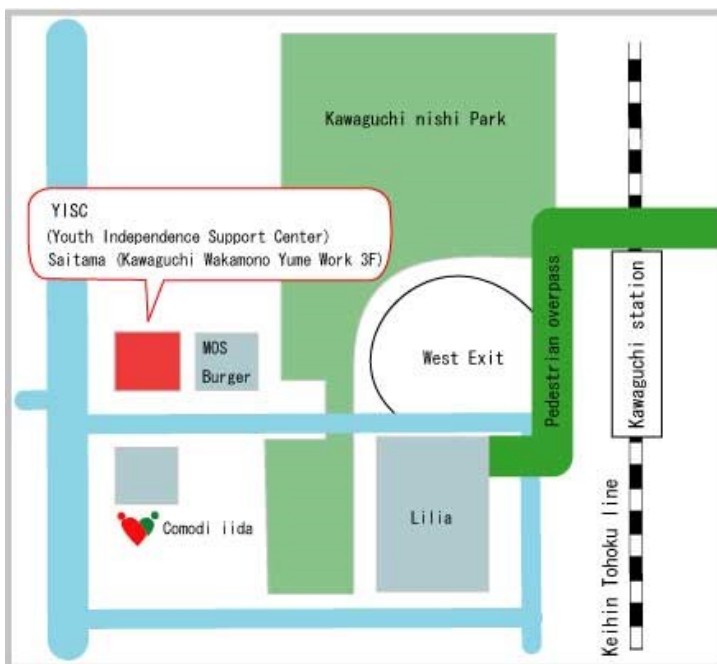 Kawaguchi nishi Park
YISC
(Youth Independence Support Center)
Saitama (Kawaguchi Wakamono Yume Work 3F)
MOS
Burger
West Exit
Pedestrian overpass
Kawaguchi station
Comodi iida
Lilia
Keihin Tohoku line